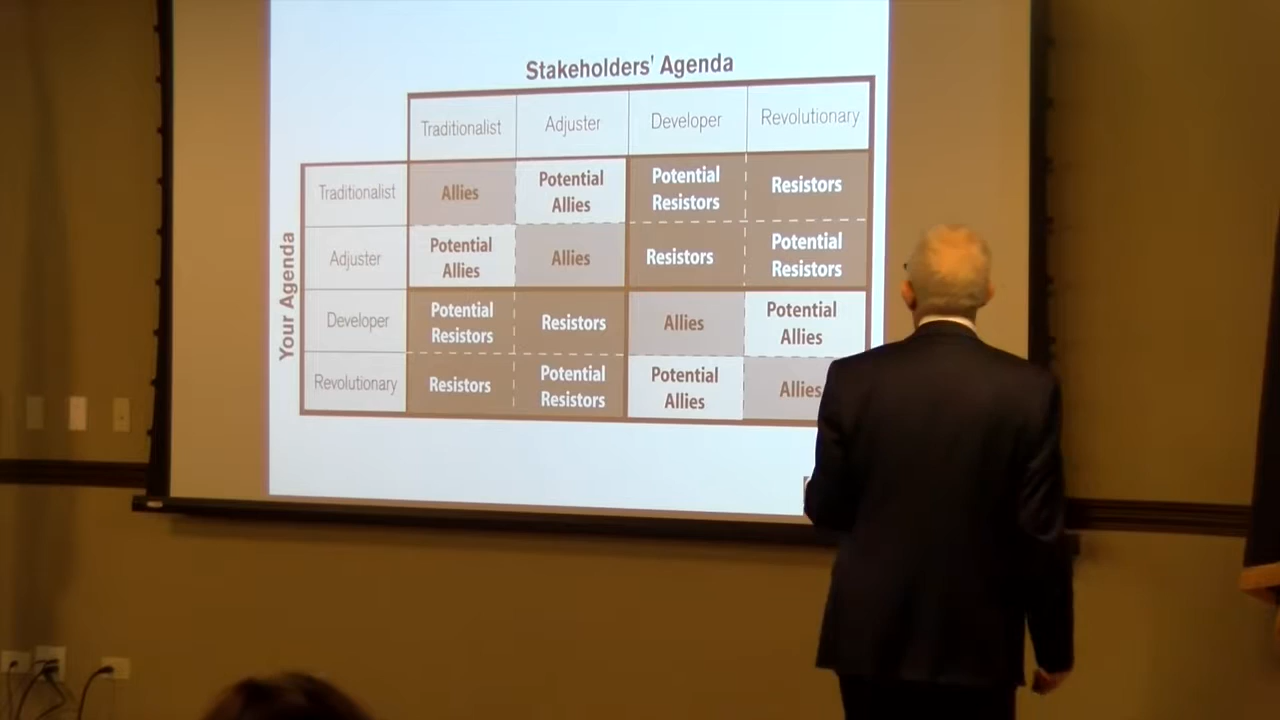 Stakeholders' Agenda
Traditionalist Adjuster Developer Revolutionary
Your Agenda
Traditionalist Allies Potential Allies Potential Resistors Resistors
Adjuster Potential Allies Allies Resistors Potential Resistors
Developer Potential Resistors Resistors Allies Potential Allies
Revolutionary Resistors Potential Resistors Potential Allies Allies